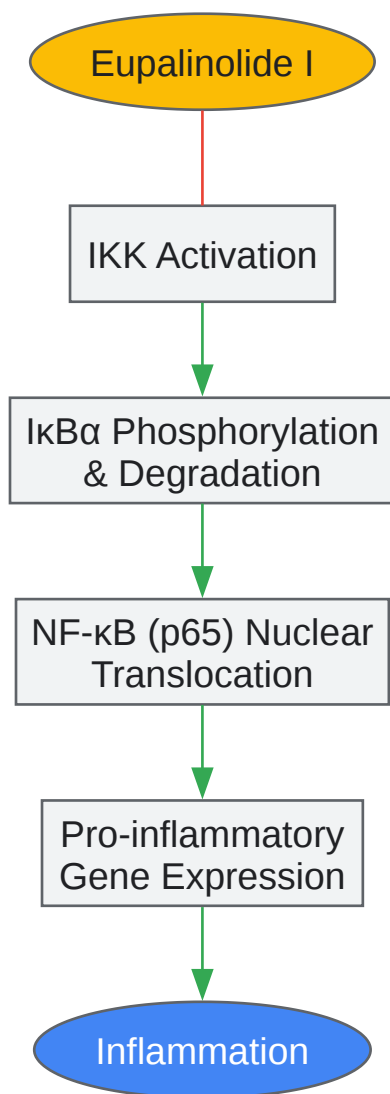 Eupalinolide I
IKK Activation
IκBα Phosphorylation
& Degradation
NF-κB (p65) Nuclear
Translocation
Pro-inflammatory
Gene Expression
Inflammation